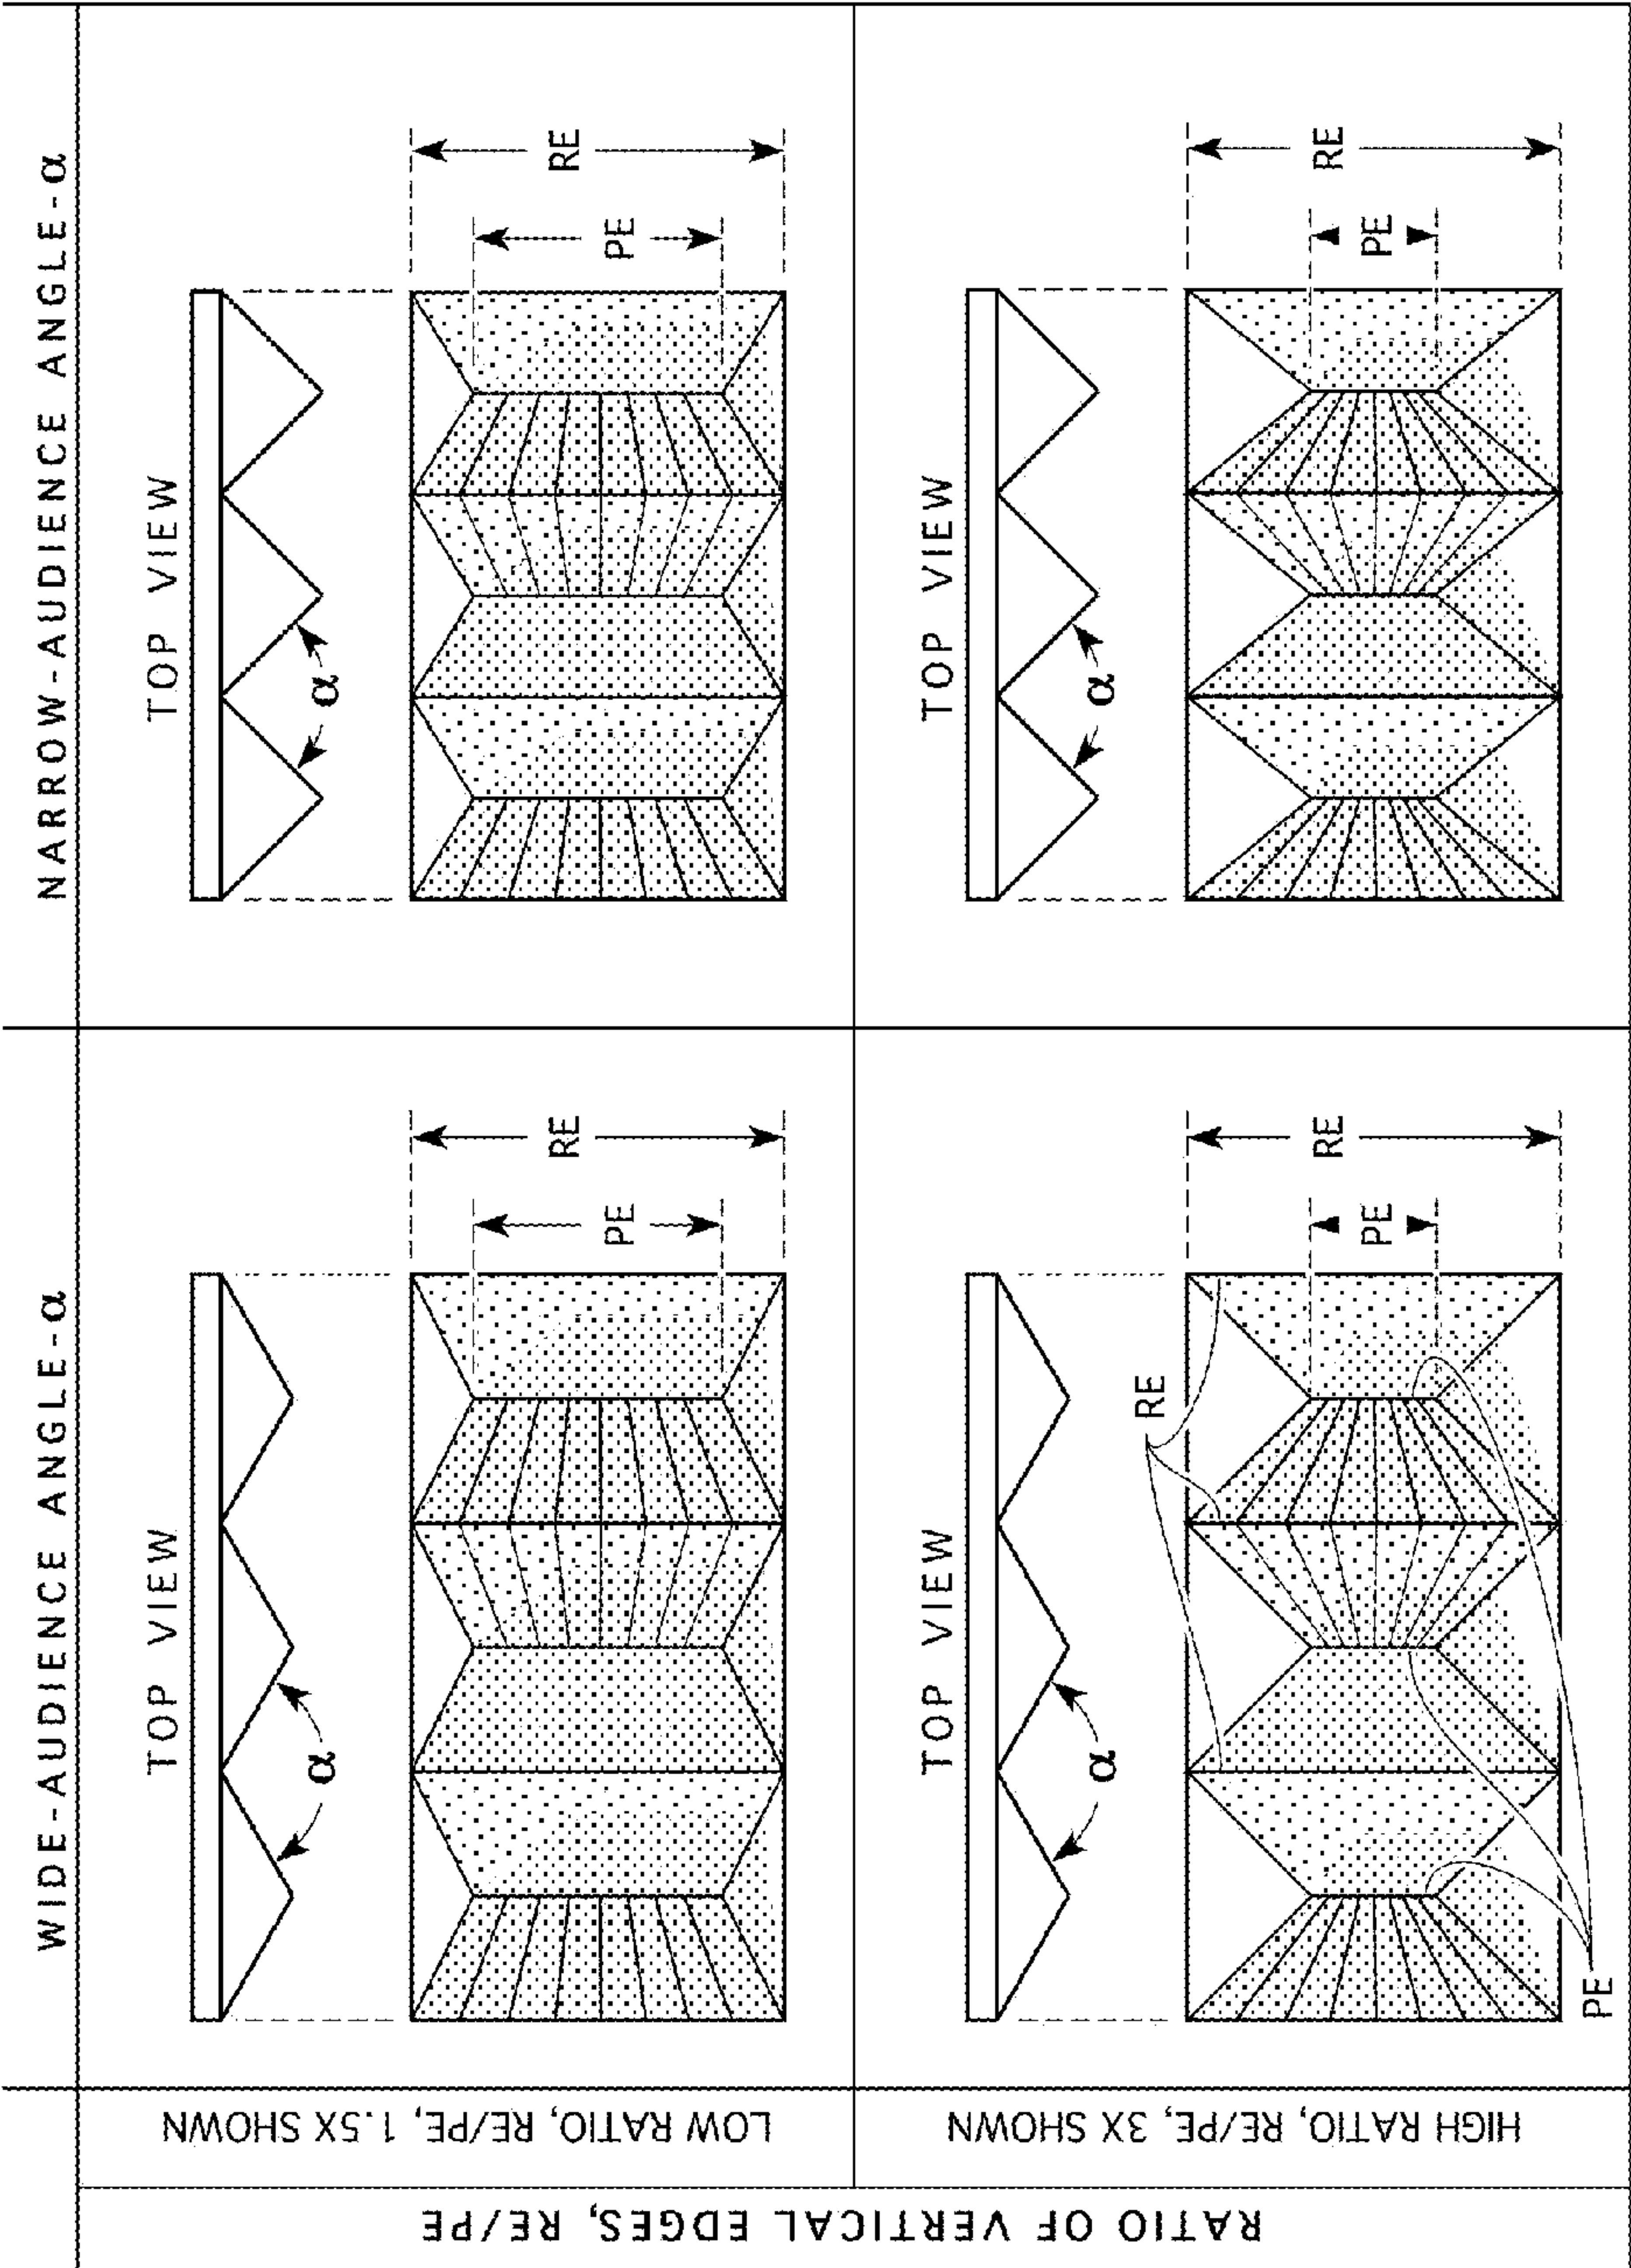 WIDE-AUDIENCE ANGLE-α
NARROW-AUDIENCE ANGLE-α
RATIO OF VERTICAL EDGES, RE/PE
LOW RATIO, RE/PE, 1.5X SHOWN
TOP VIEW
α
PE
RE
TOP VIEW
α
PE
RE
HIGH RATIO, RE/PE, 3X SHOWN
TOP VIEW
α
RE
PE
RE
PE
TOP VIEW
α
PE
RE